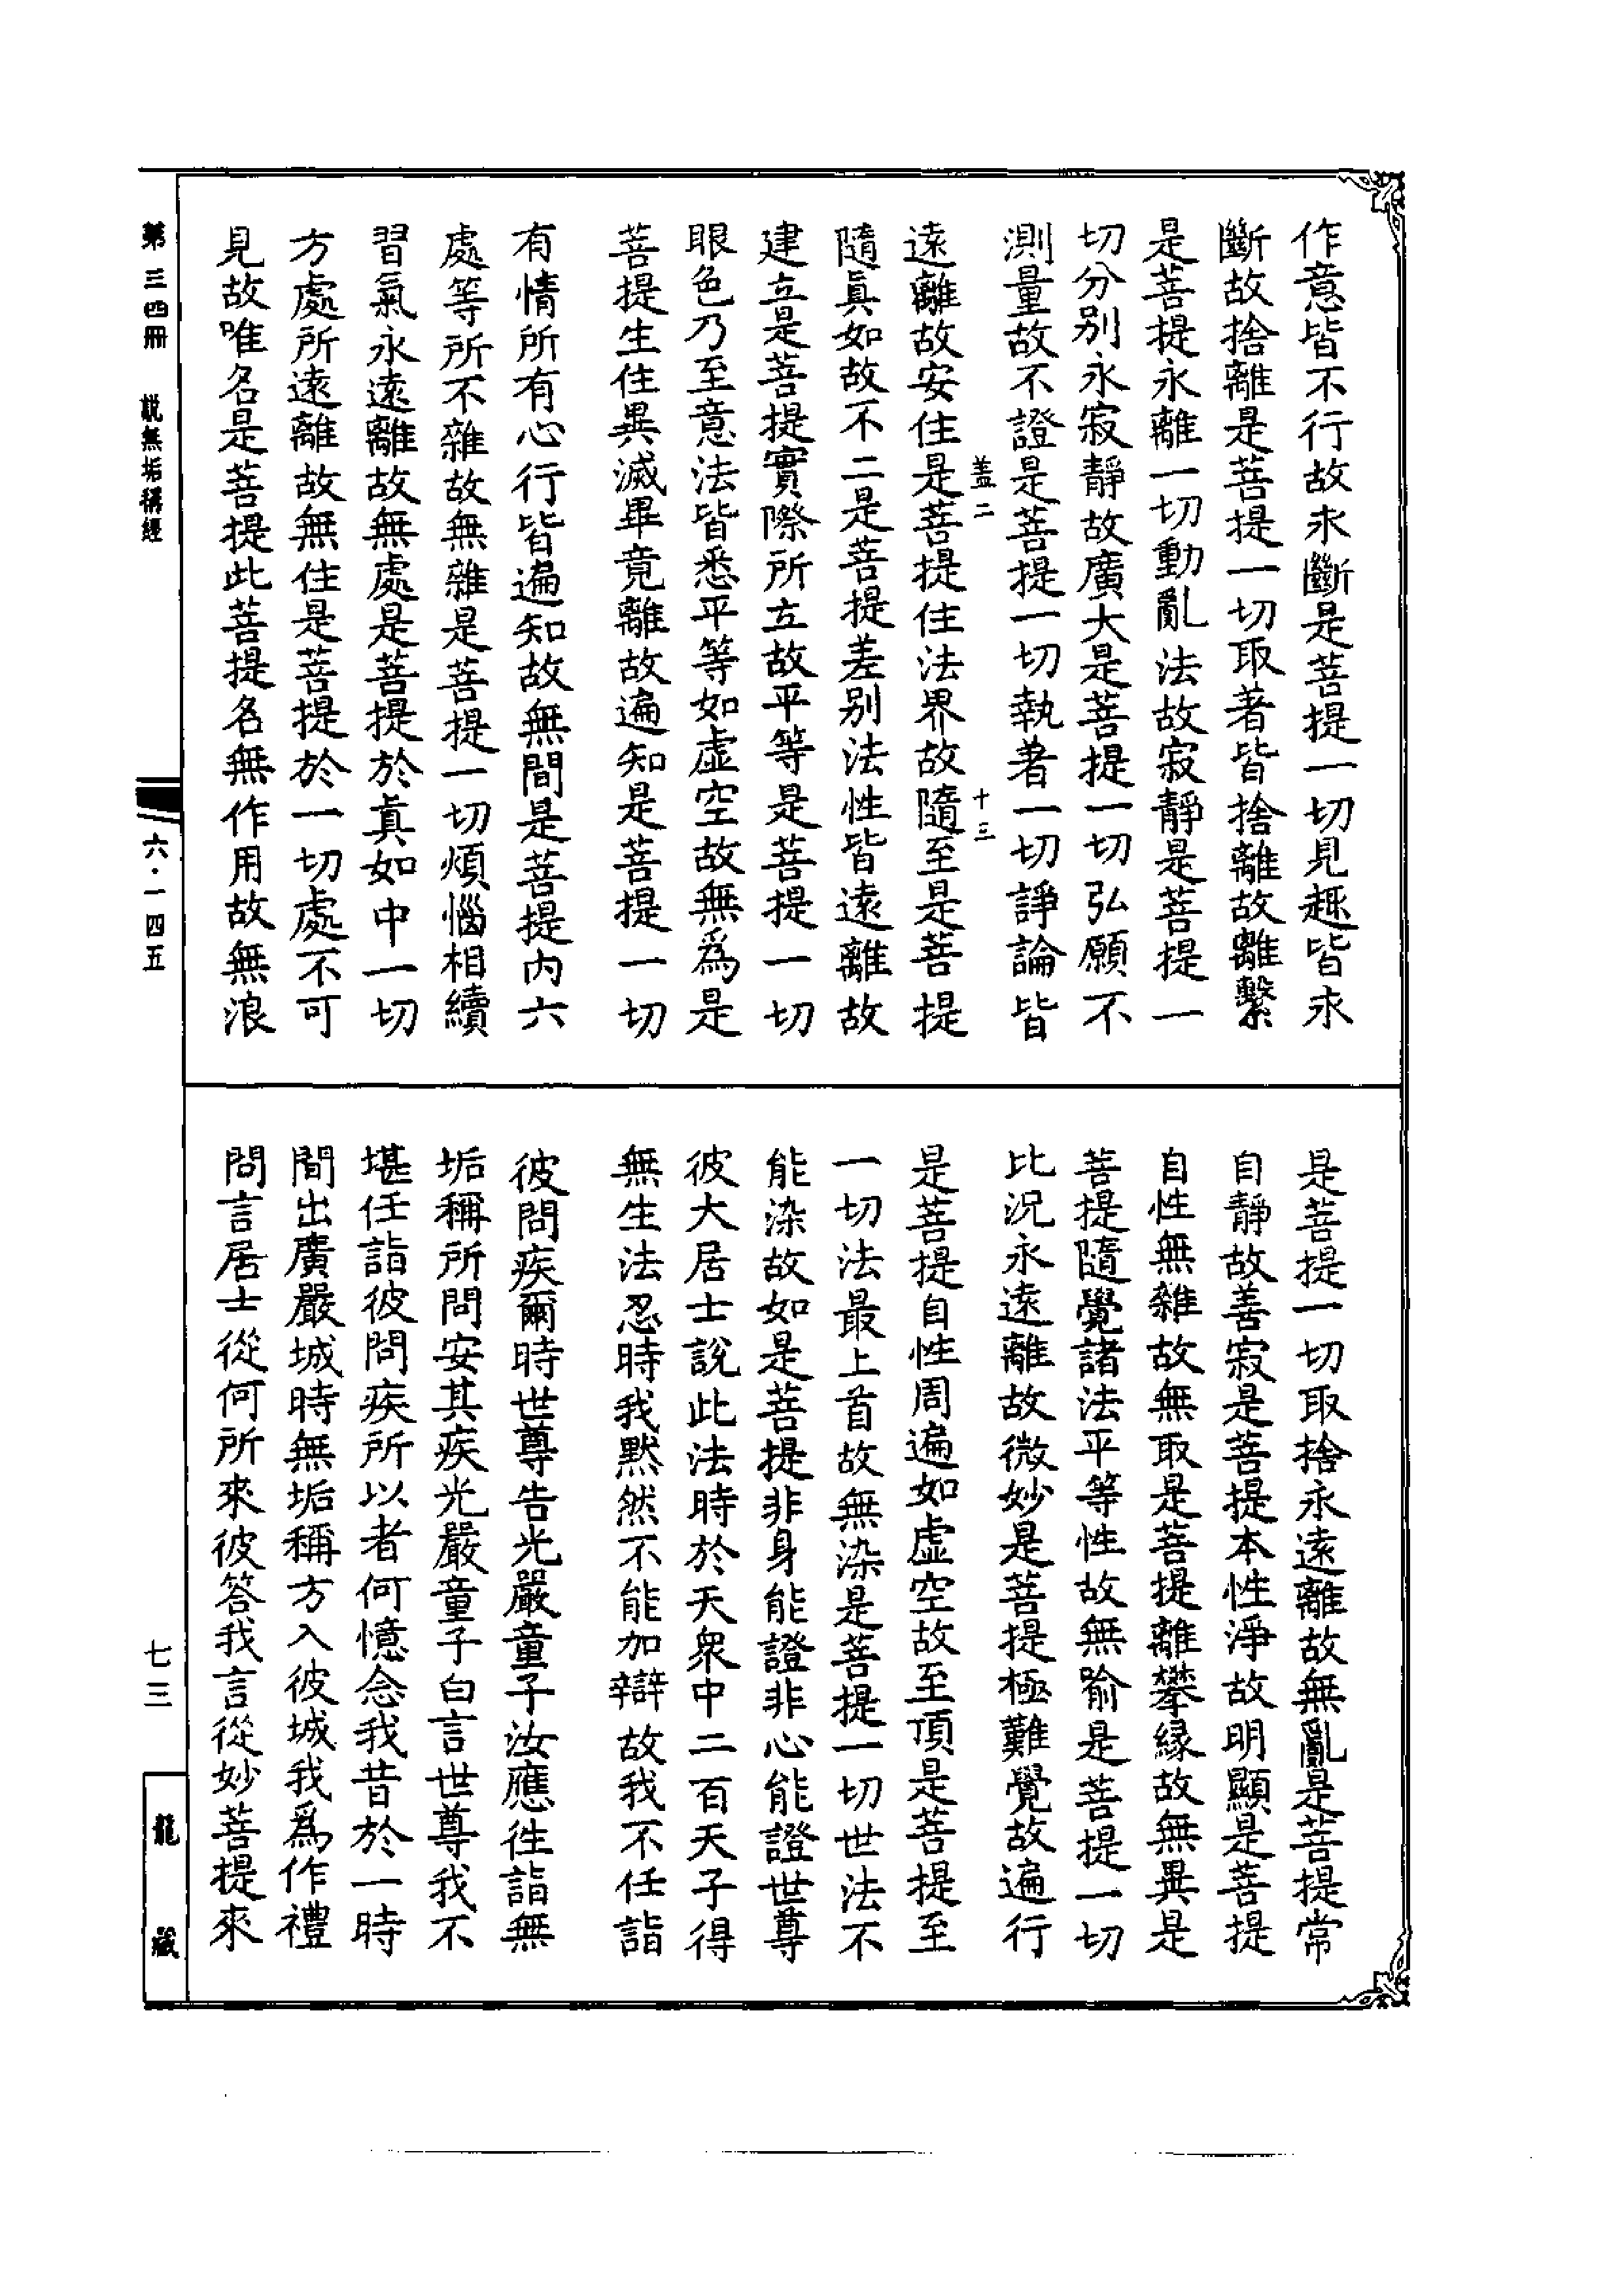 作意皆不行故永斷是菩提一切見趣皆永
斷故捨離是菩提一切取著皆捨離故離繫
是菩提永離一切動亂法故寂靜是菩提一
切分別永寂靜故廣大是菩提一切弘願不
測量故不證是菩提一切執著一切諍論皆
蓋二 十三
遠離故安住是菩提住法界故隨至是菩提
隨真如故不二是菩提差別法性皆遠離故
建立是菩提實際所立故平等是菩提一切
眼色乃至意法皆悉平等如虛空故無為是
菩提生住異滅畢竟離故遍知是菩提一切
有情所有心行皆遍知故無間是菩提內六
處等所不雜故無雜是菩提一切煩惱相續
習氣永遠離故無處是菩提於真如中一切
方處所遠離故無住是菩提於一切處不可
見故唯名是菩提此菩提名無作用故無浪
是菩提一切取捨永遠離故無亂是菩提常
自靜故善寂是菩提本性淨故明顯是菩提
自性無雜故無取是菩提離攀緣故無異是
菩提隨覺諸法平等性故無喻是菩提一切
比況永遠離故微妙是菩提極難覺故遍行
是菩提自性周遍如虛空故至頂是菩提至
一切法最上首故無染是菩提一切世法不
能染故如是菩提非身能證非心能證世尊
彼大居士說此法時於天眾中二百天子得
無生法忍時我默然不能加辯故我不任詣
彼問疾爾時世尊告光嚴童子汝應往詣無
垢稱所問安其疾光嚴童子白言世尊我不
堪任詣彼問疾所以者何憶念我昔於一時
間出廣嚴城時無垢稱方入彼城我為作禮
問言居士從何所來彼答我言從妙菩提來
第三四冊 說無垢稱經
六·一四五
七三
龍藏